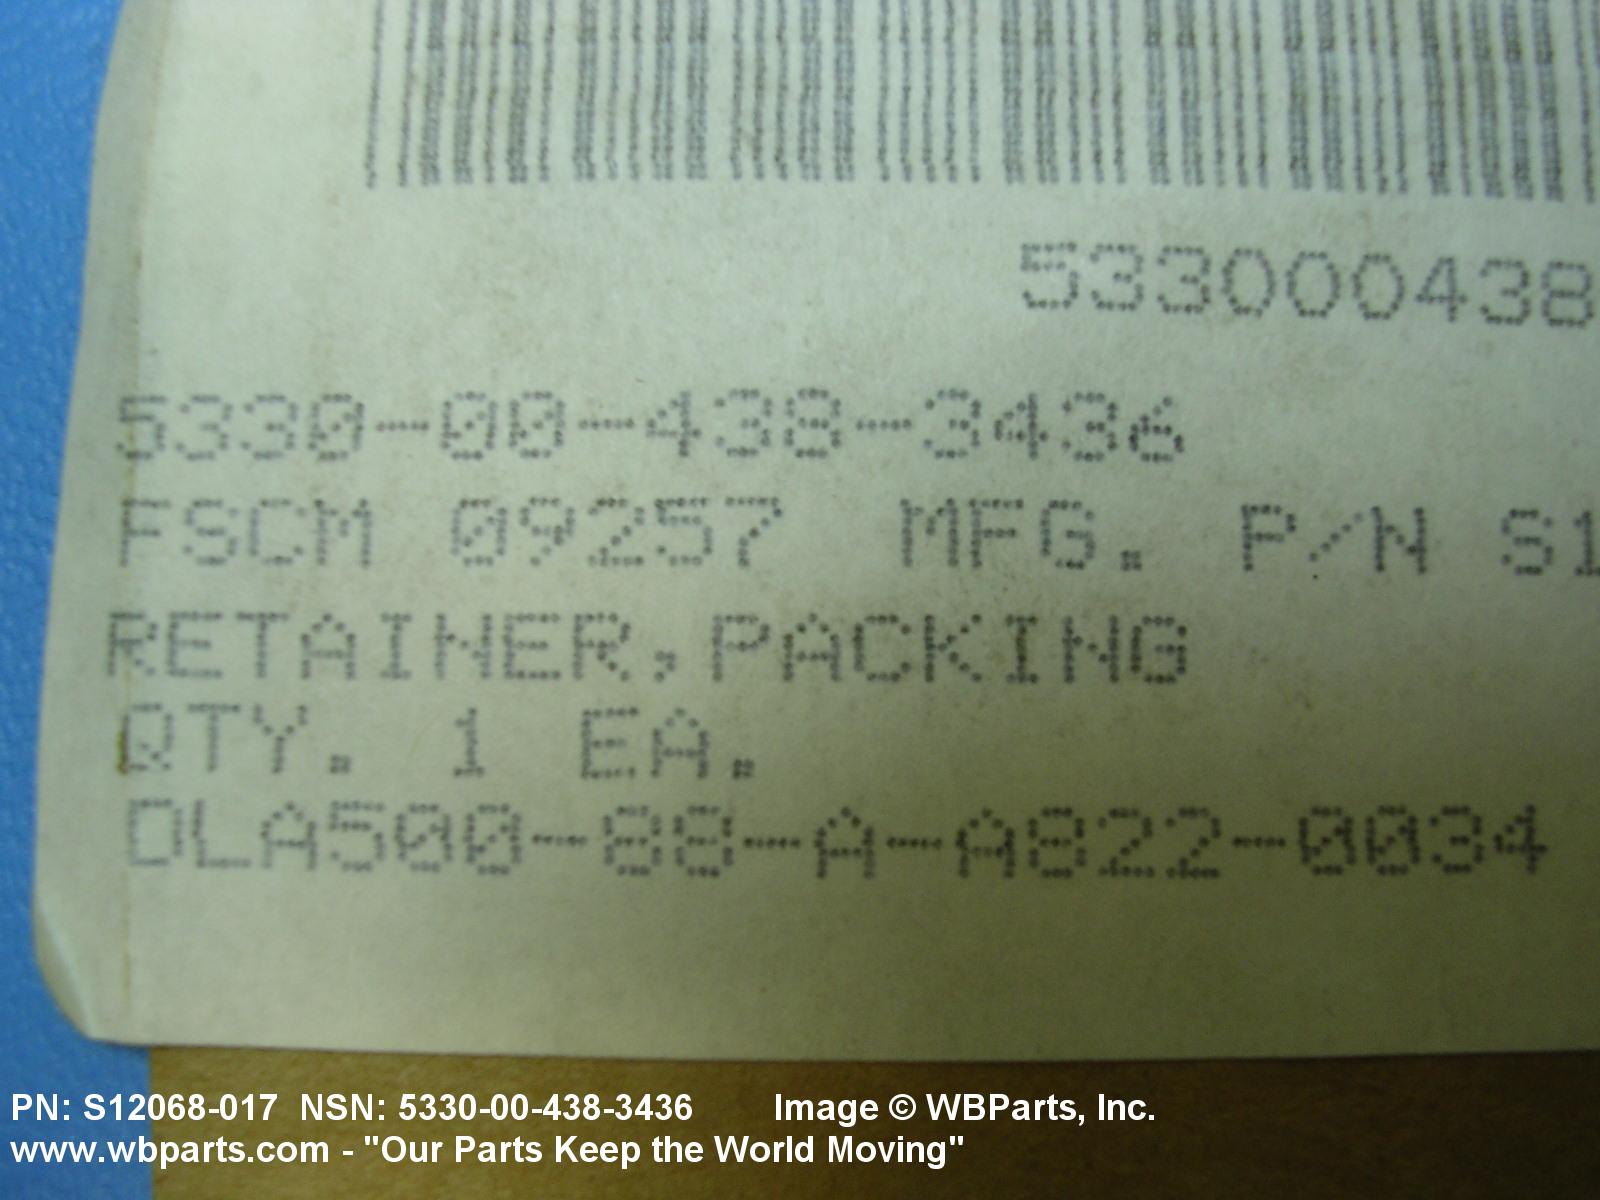 533000438
5330-00-438-3436
FSCM 09257 MFG. P/N S1
RETAINER,PACKING
QTY. 1 EA.
DLA500-88-A-A822-0034
PN: S12068-017 NSN: 5330-00-438-3436 Image © WBParts, Inc.
www.wbparts.com - "Our Parts Keep the World Moving"